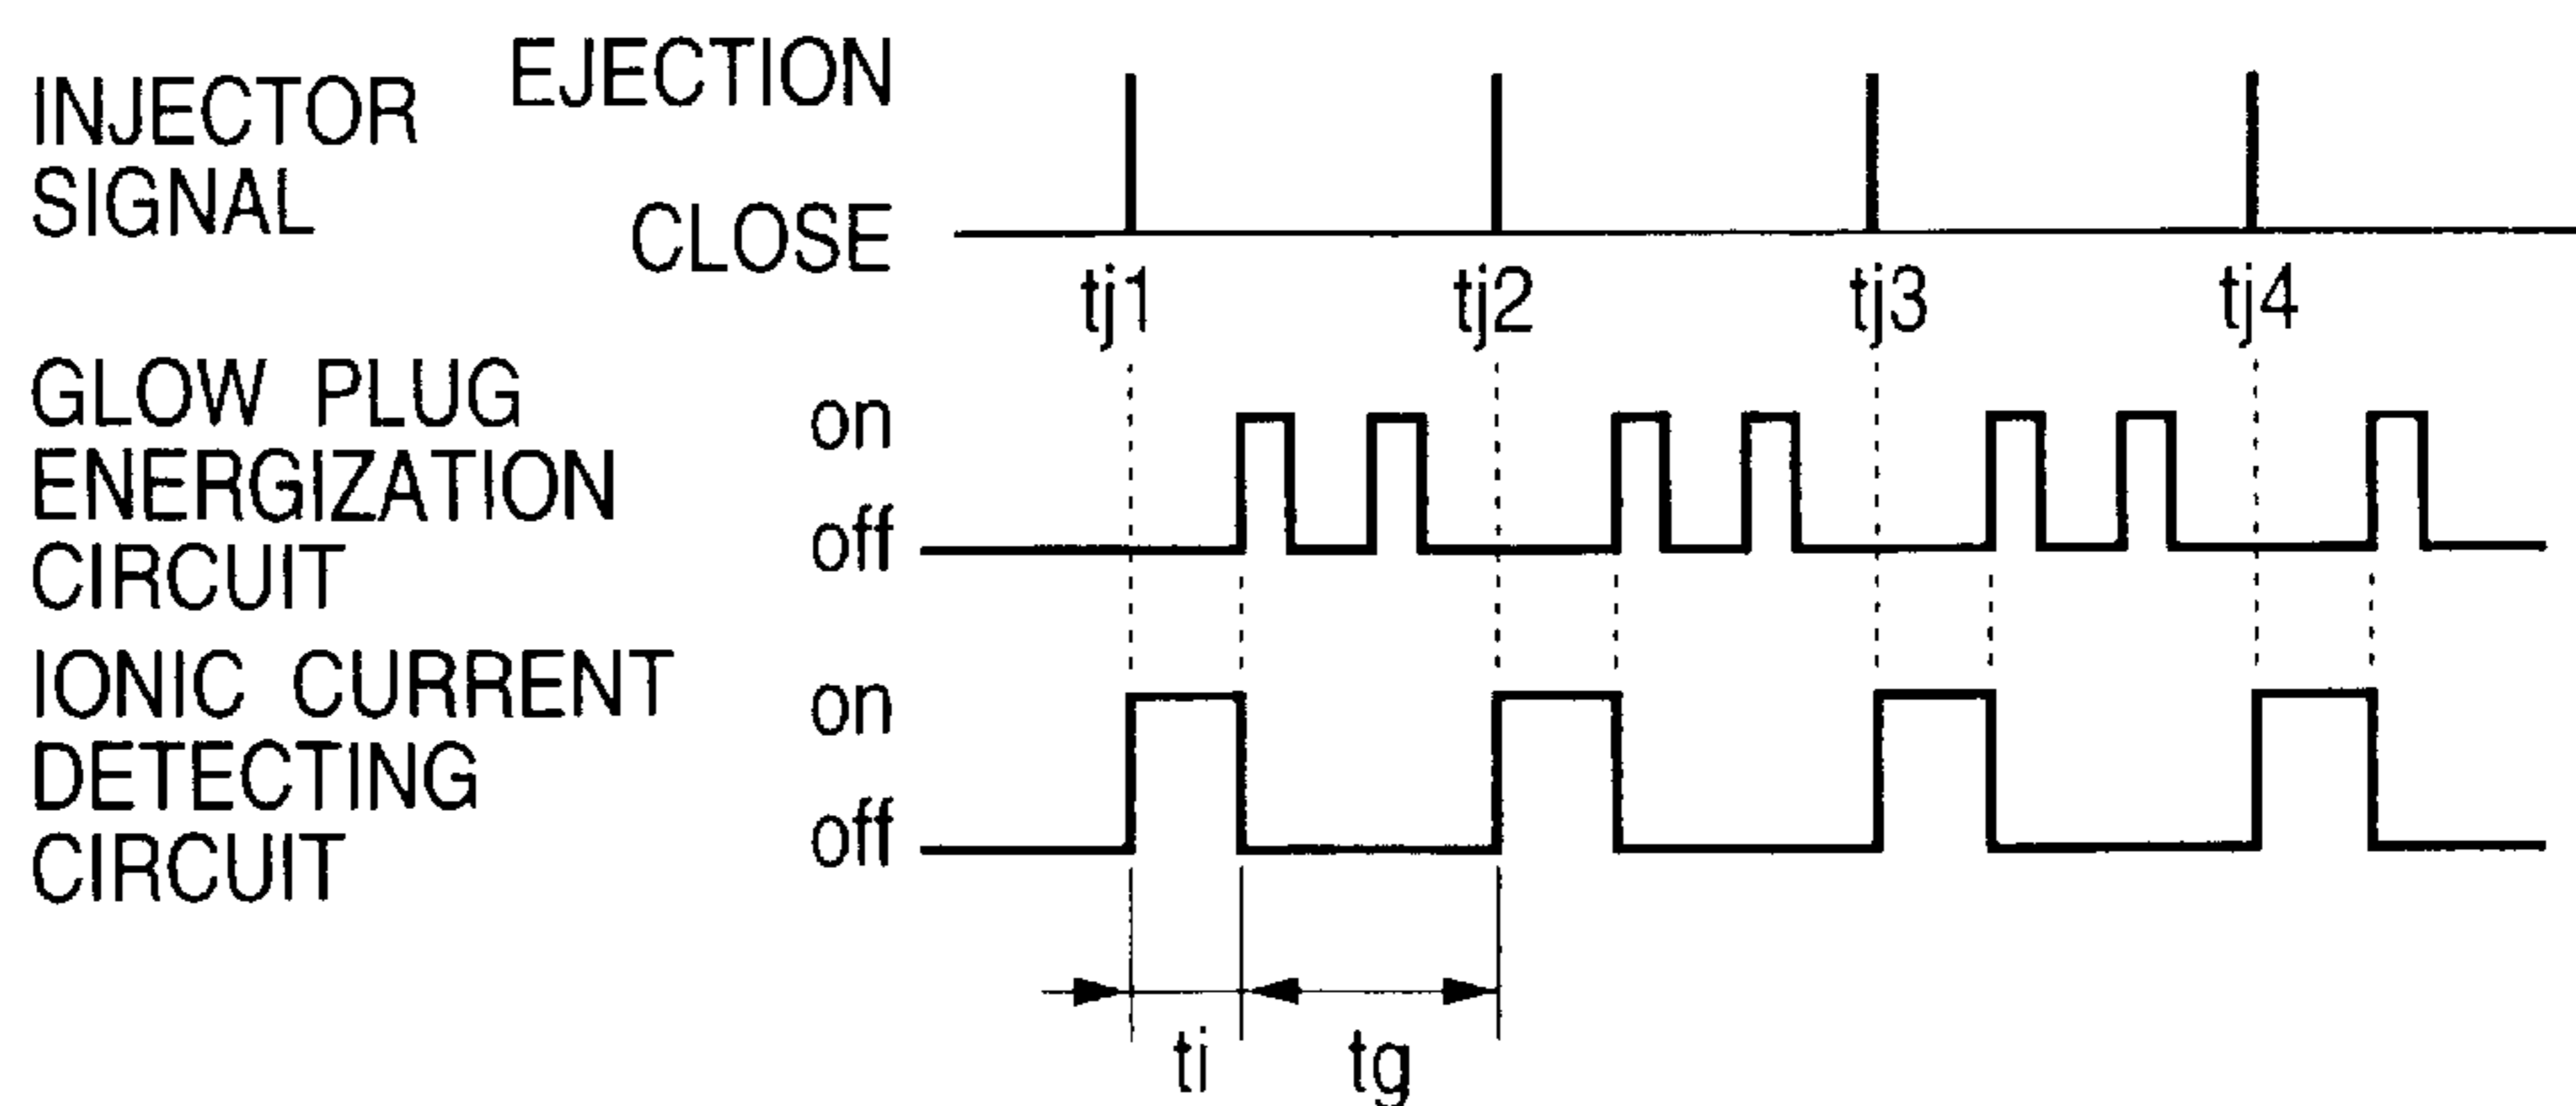 INJECTOR SIGNAL
EJECTION
CLOSE
tj1 tj2 tj3 tj4
GLOW PLUG
ENERGIZATION
CIRCUIT
on
off
IONIC CURRENT
DETECTING
CIRCUIT
on
off
ti tg